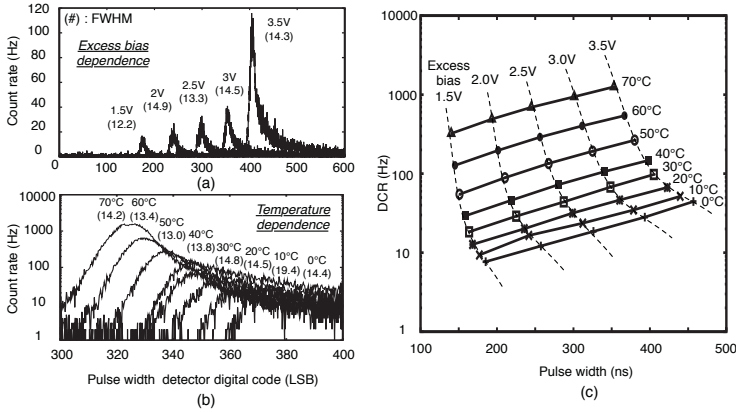 (#) : FWHM
Excess bias
dependence
1.5V
(12.2)
2V
(14.9)
2.5V
(13.3)
3V
(14.5)
3.5V
(14.3)
Count rate (Hz)
120
100
80
60
40
20
0
0 100 200 300 400 500 600
(a)
70°C
(14.2)
60°C
(13.4)
50°C
(13.0)
40°C
(13.8)
30°C
(14.8)
20°C
(14.5)
10°C
(19.4)
0°C
(14.4)
Temperature
dependence
Count rate (Hz)
10000
1000
100
10
1
300 320 340 360 380 400
Pulse width detector digital code (LSB)
(b)
Excess
bias
1.5V
2.0V
2.5V
3.0V
3.5V
70°C
60°C
50°C
40°C
30°C
20°C
10°C
0°C
DCR (Hz)
10000
1000
100
10
1
100 200 300 400 500
Pulse width (ns)
(c)